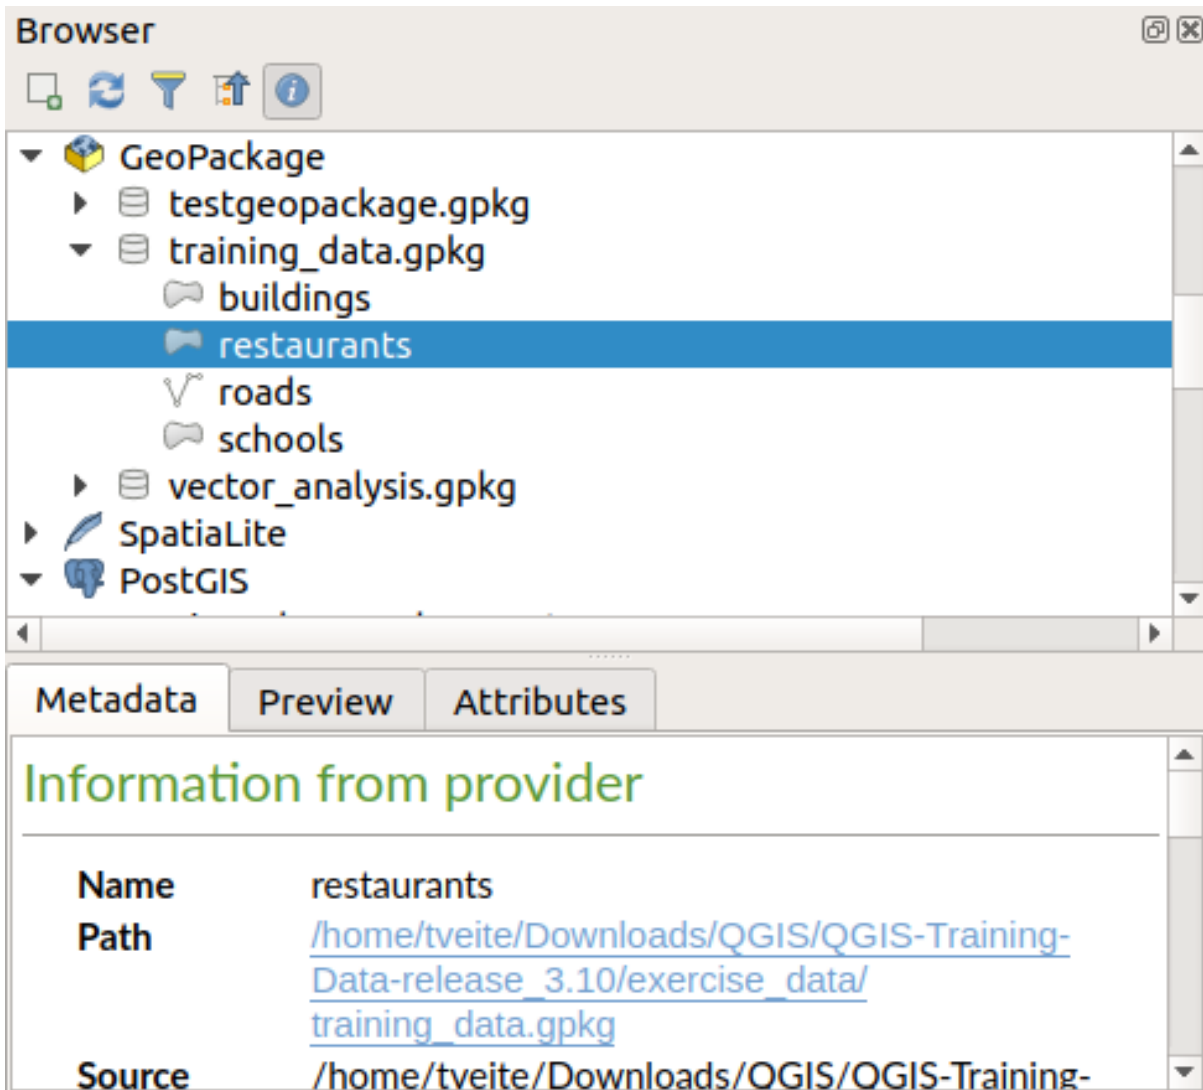 Browser
GeoPackage
testgeopackage.gpkg
training_data.gpkg
buildings
restaurants
roads
schools
vector_analysis.gpkg
SpatiaLite
PostGIS
Metadata Preview Attributes
Information from provider
Name restaurants
Path /home/tveite/Downloads/QGIS/QGIS-Training-
Data-release_3.10/exercise_data/
training_data.gpkg
Source /home/tveite/Downloads/QGIS/QGIS-Training-